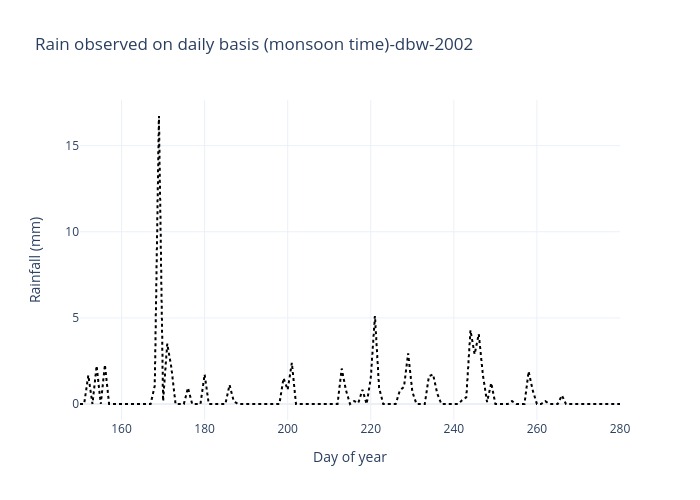 Rain observed on daily basis (monsoon time)-dbw-2002
15
10
5
0
Rainfall (mm)
160 180 200 220 240 260 280
Day of year